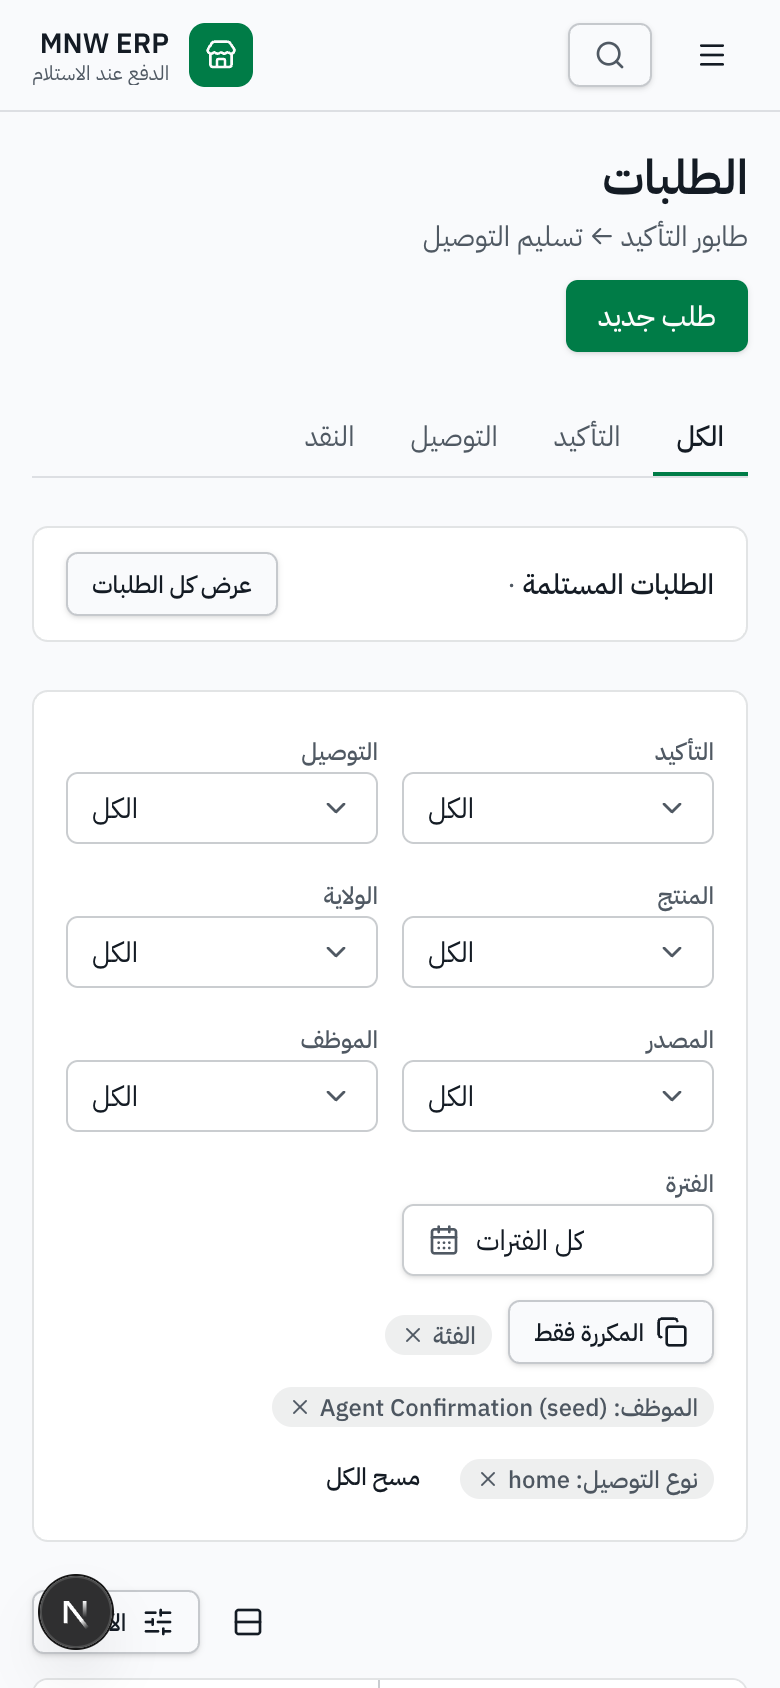 MNW ERP
الدفع عند الاستلام
الطلبات
طابور التأكيد ← تسليم التوصيل
طلب جديد
الكل التأكيد التوصيل النقد
الطلبات المستلمة ·
عرض كل الطلبات
التأكيد التوصيل
الكل الكل
المنتج الولاية
الكل الكل
المصدر الموظف
الكل الكل
الفترة
كل الفترات
المكررة فقط الفئة ×
الموظف: Agent Confirmation (seed) ×
نوع التوصيل: home × مسح الكل
N